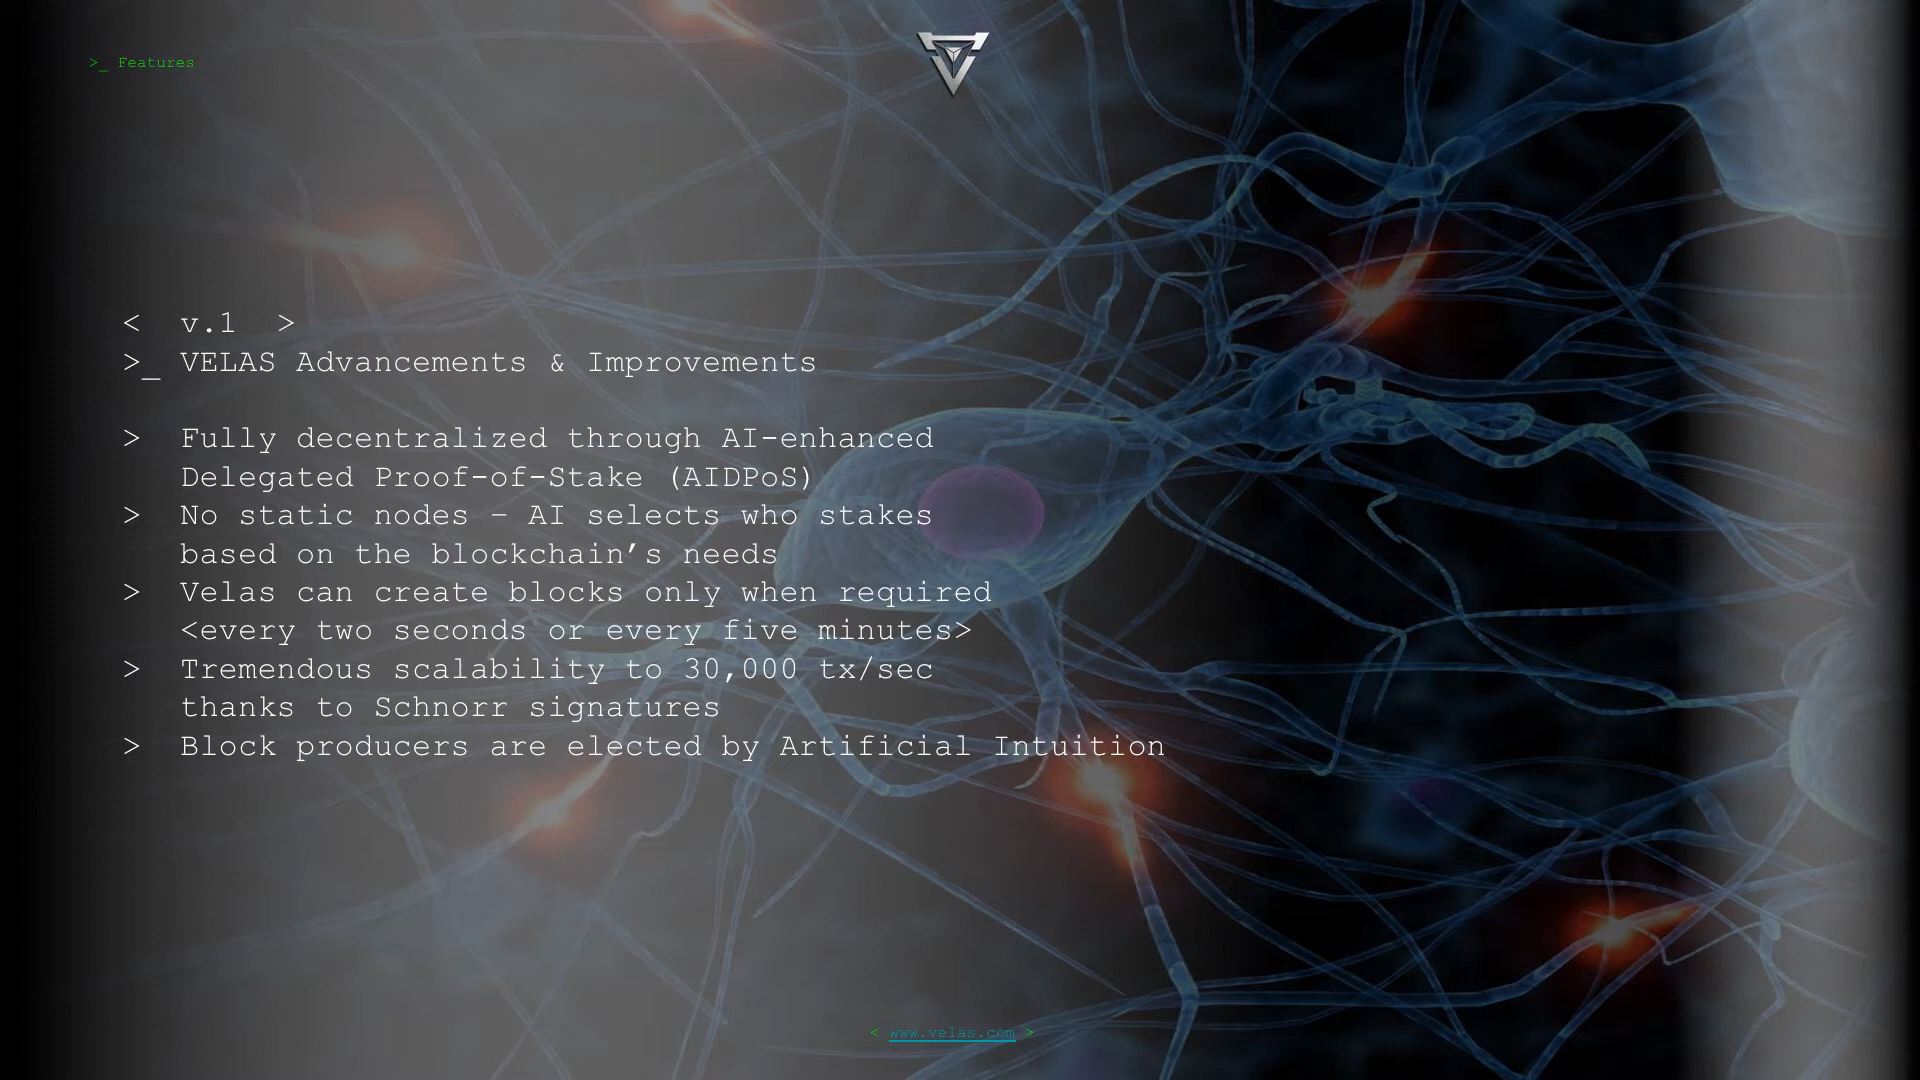 >_ Features
< v.1 >
>_ VELAS Advancements & Improvements
> Fully decentralized through AI-enhanced
Delegated Proof-of-Stake (AIDPoS)
> No static nodes – AI selects who stakes
based on the blockchain’s needs
> Velas can create blocks only when required
<every two seconds or every five minutes>
> Tremendous scalability to 30,000 tx/sec
thanks to Schnorr signatures
> Block producers are elected by Artificial Intuition
< www.velas.com >